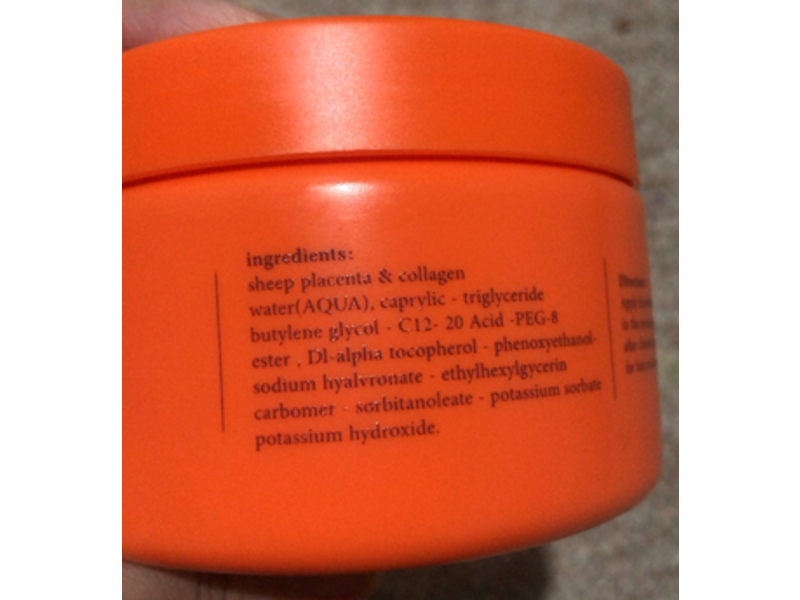 ingredients:
sheep placenta & collagen
water(AQUA), caprylic - triglyceride
butylene glycol - C12- 20 Acid -PEG-8
ester , Dl-alpha tocopherol - phenoxyethanol-
sodium hyalvronate - ethylhexylgycerin
carbomer - sorbitanoleate - potassium sorbate
potassium hydroxide.
Directions: